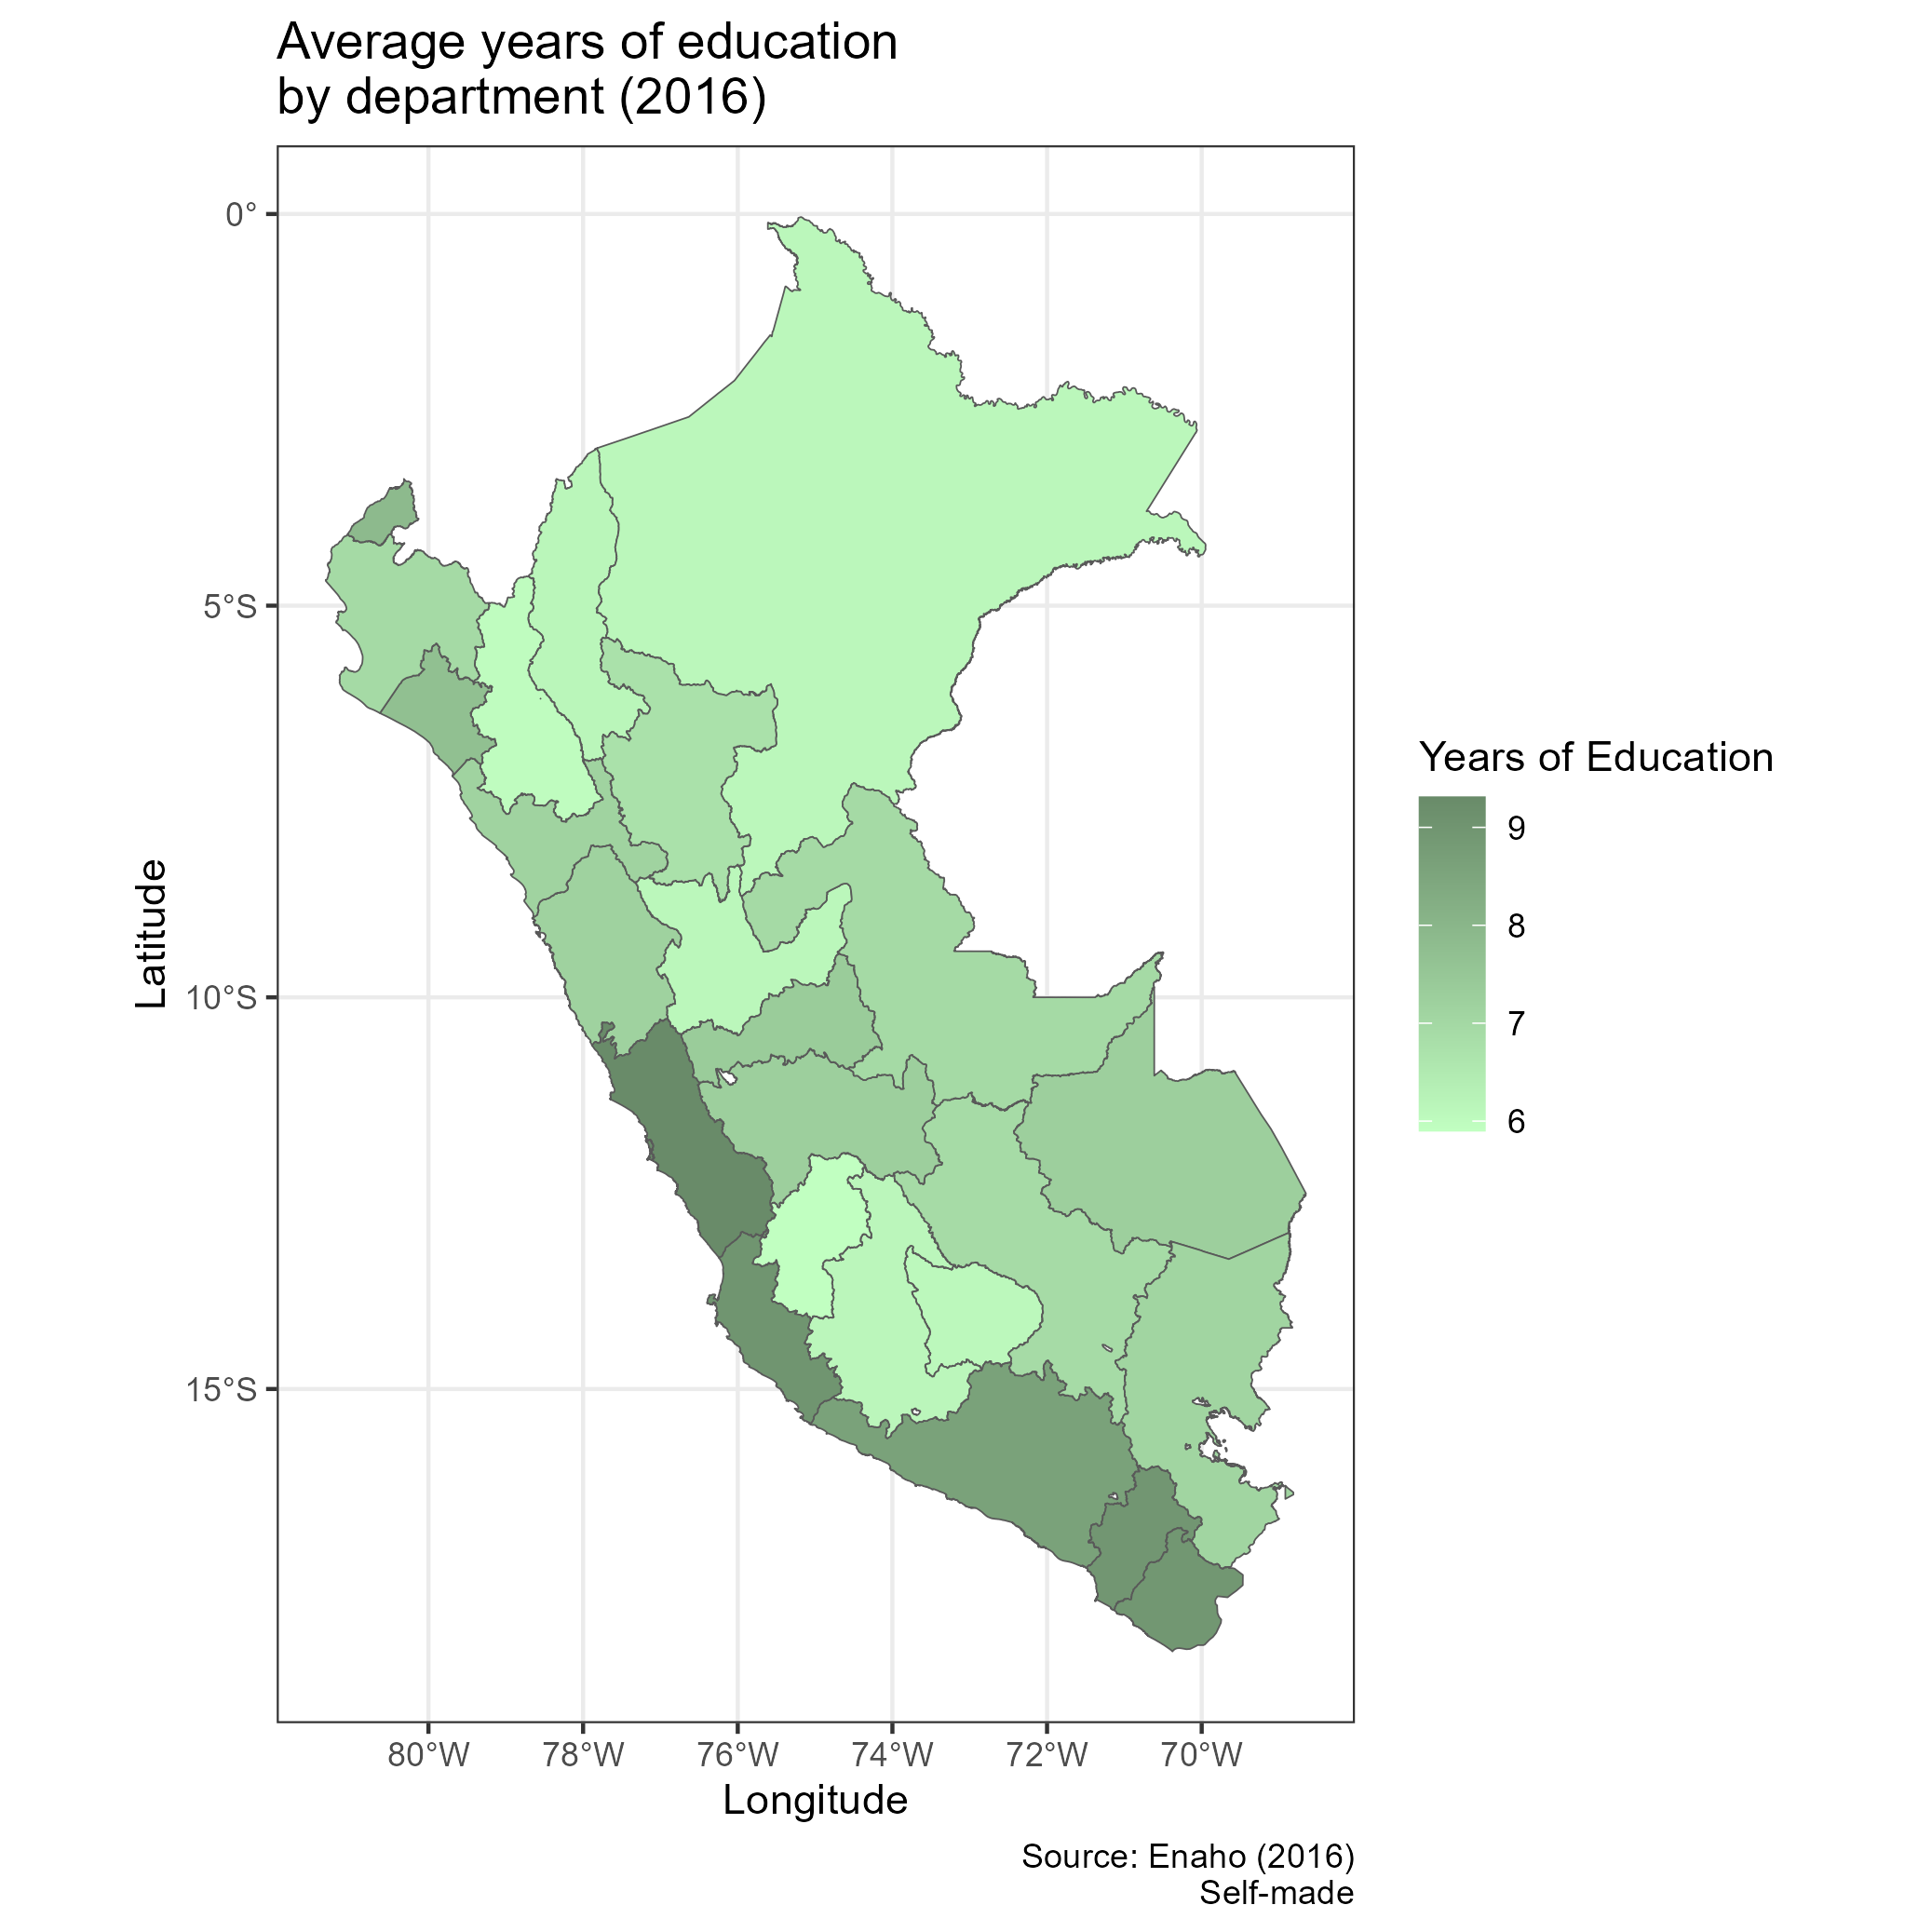 Average years of education
by department (2016)
0°
5°S
10°S
15°S
Latitude
80°W 78°W 76°W 74°W 72°W 70°W
Longitude
Years of Education
9
8
7
6
Source: Enaho (2016)
Self-made